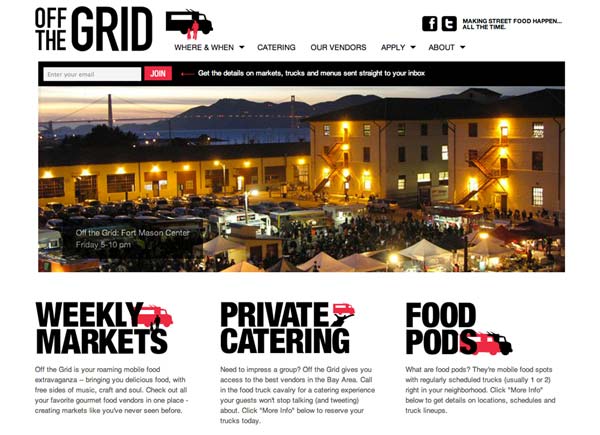 OFF
THE GRID
MAKING STREET FOOD HAPPEN...
ALL THE TIME.
WHERE & WHEN CATERING OUR VENDORS APPLY ABOUT
Enter your email JOIN Get the details on markets, trucks and menus sent straight to your inbox
Off the Grid: Fort Mason Center
Friday 5-10 pm
WEEKLY
MARKETS
Off the Grid is your roaming mobile food
extravaganza – bringing you delicious food, with
free sides of music, craft and soul. Check out all
your favorite gourmet food vendors in one place -
creating markets like you've never seen before.
PRIVATE
CATERING
Need to impress a group? Off the Grid gives you
access to the best vendors in the Bay Area. Call
in the food truck cavalry for a catering experience
your guests won't stop talking (and tweeting)
about. Click "More Info" below to reserve your
trucks today.
FOOD
PODS
What are food pods? They're mobile food spots
with regularly scheduled trucks (usually 1 or 2)
right in your neighborhood. Click "More Info"
below to get details on locations, schedules and
truck lineups.